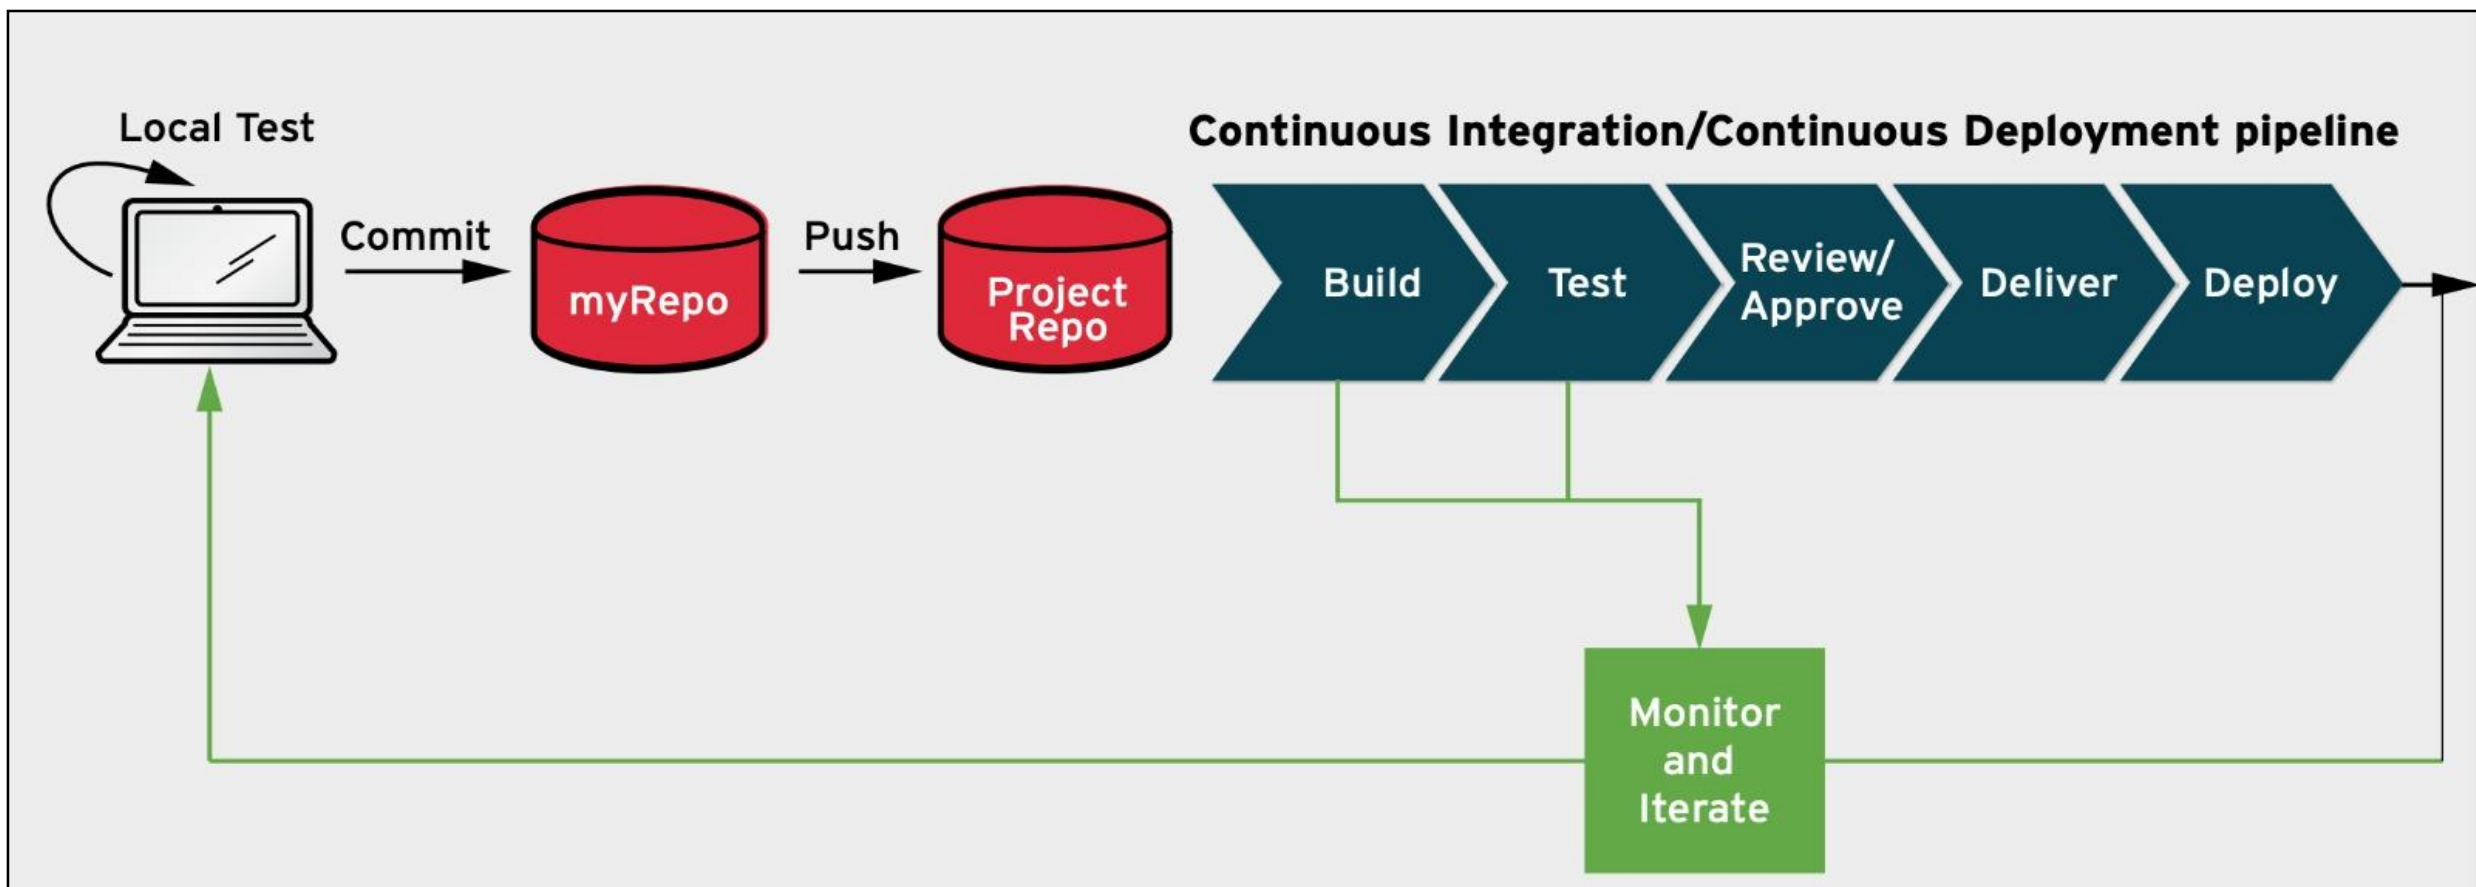 Local Test
Continuous Integration/Continuous Deployment pipeline
Commit
myRepo
Push
Project
Repo
Build
Test
Review/
Approve
Deliver
Deploy
Monitor
and
Iterate